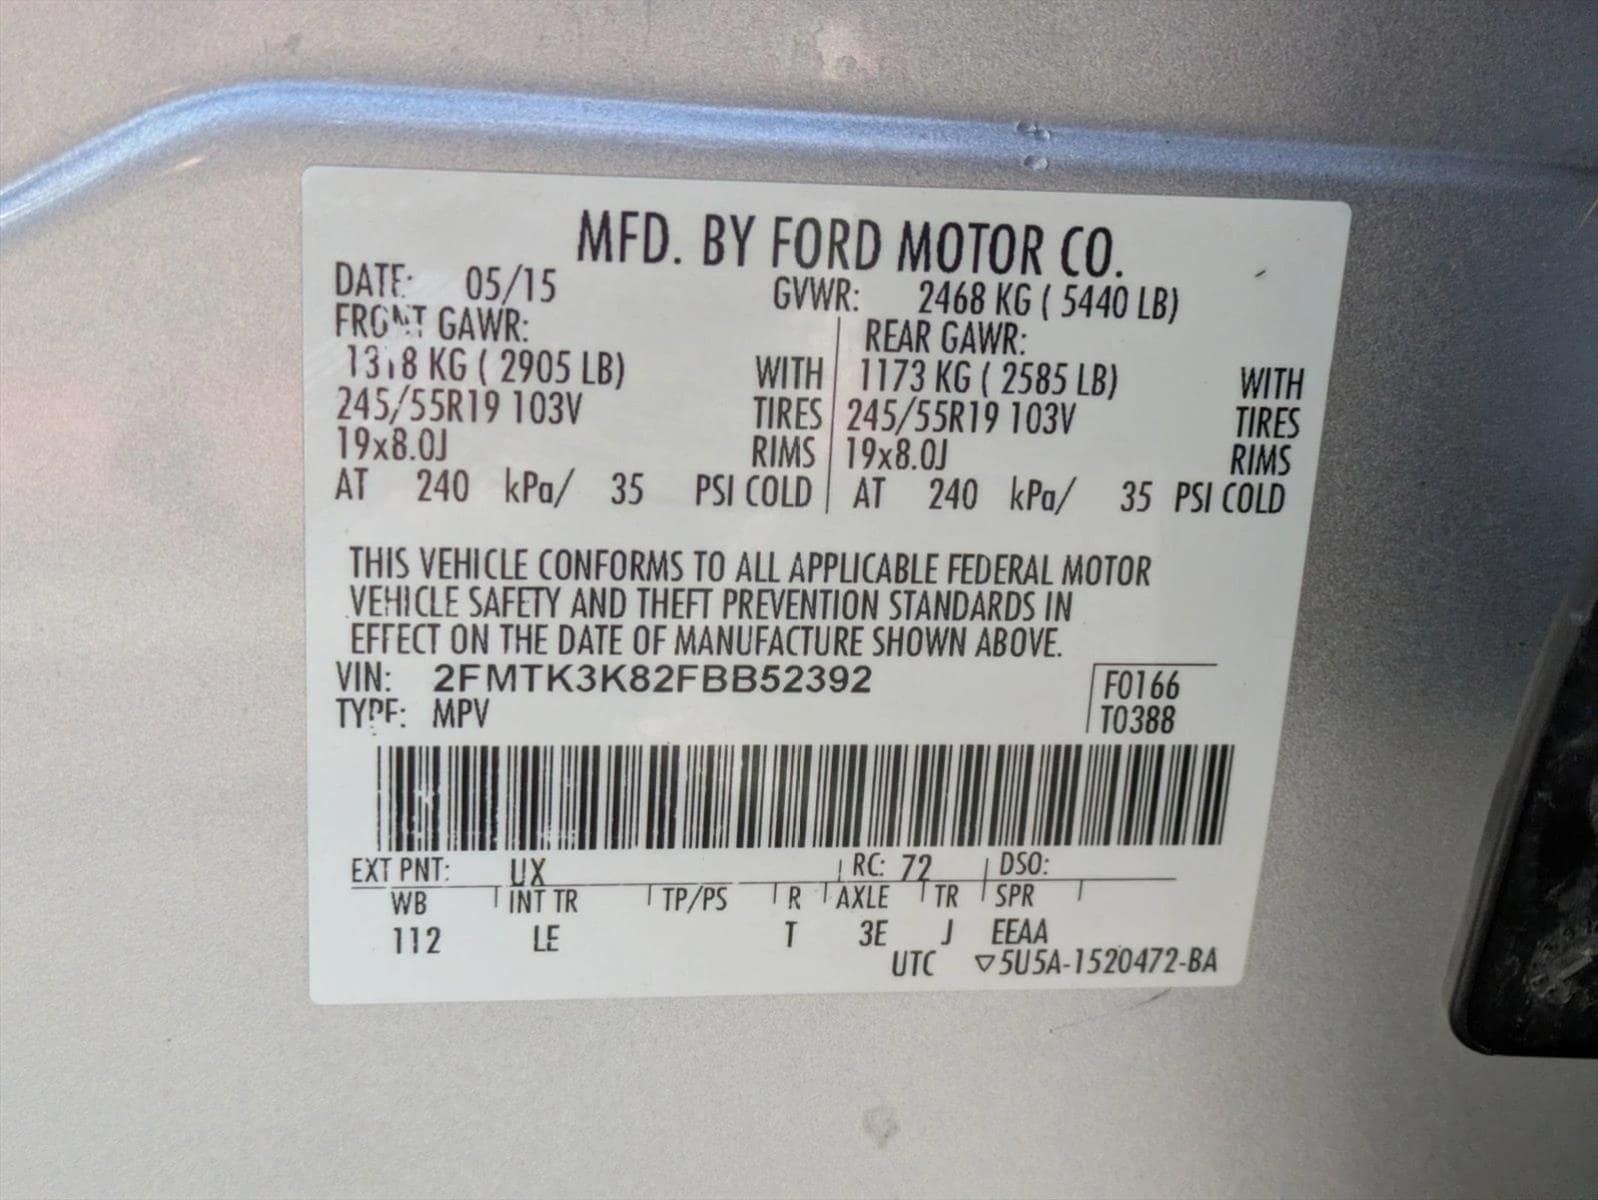 MFD. BY FORD MOTOR CO.
DATE: 05/15 GVWR: 2468 KG ( 5440 LB)
FRONT GAWR: REAR GAWR:
1318 KG ( 2905 LB) WITH 1173 KG ( 2585 LB) WITH
245/55R19 103V TIRES 245/55R19 103V TIRES
19x8.0J RIMS 19x8.0J RIMS
AT 240 kPa/ 35 PSI COLD AT 240 kPa/ 35 PSI COLD
THIS VEHICLE CONFORMS TO ALL APPLICABLE FEDERAL MOTOR
VEHICLE SAFETY AND THEFT PREVENTION STANDARDS IN
EFFECT ON THE DATE OF MANUFACTURE SHOWN ABOVE.
VIN: 2FMTK3K82FBB52392 F0166
TYPE: MPV T0388
EXT PNT: UX RC: 72 DSO:
WB INT TR TP/PS R AXLE TR SPR
112 LE T 3E J EEAA
UTC ▽5U5A-1520472-BA